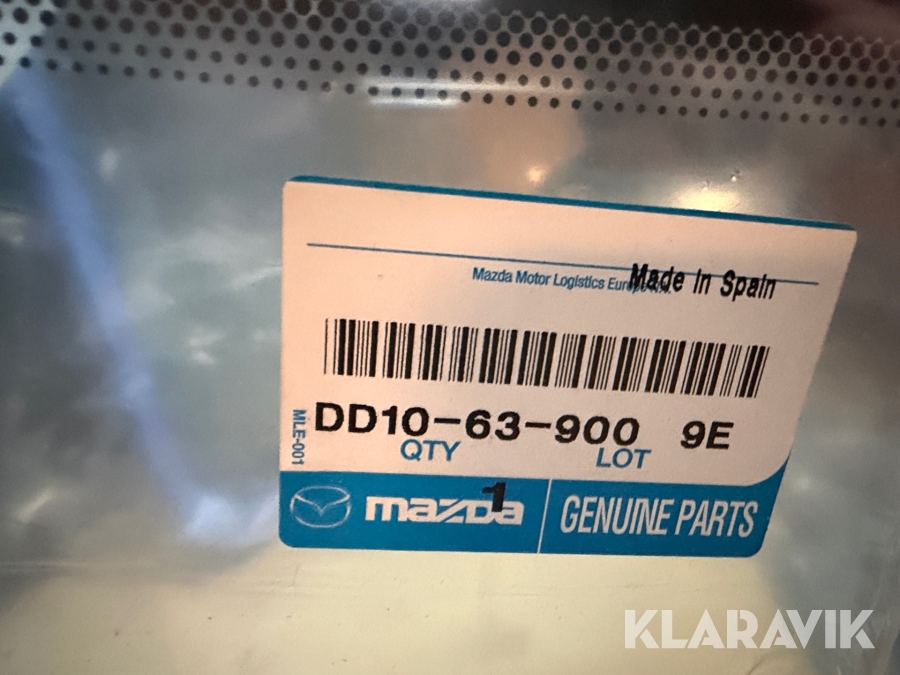 Made in Spain
Mazda Motor Logistics Europe N.V.
DD10-63-900 9E
MLE-001
QTY LOT
1
mazda GENUINE PARTS
KLARAVIK